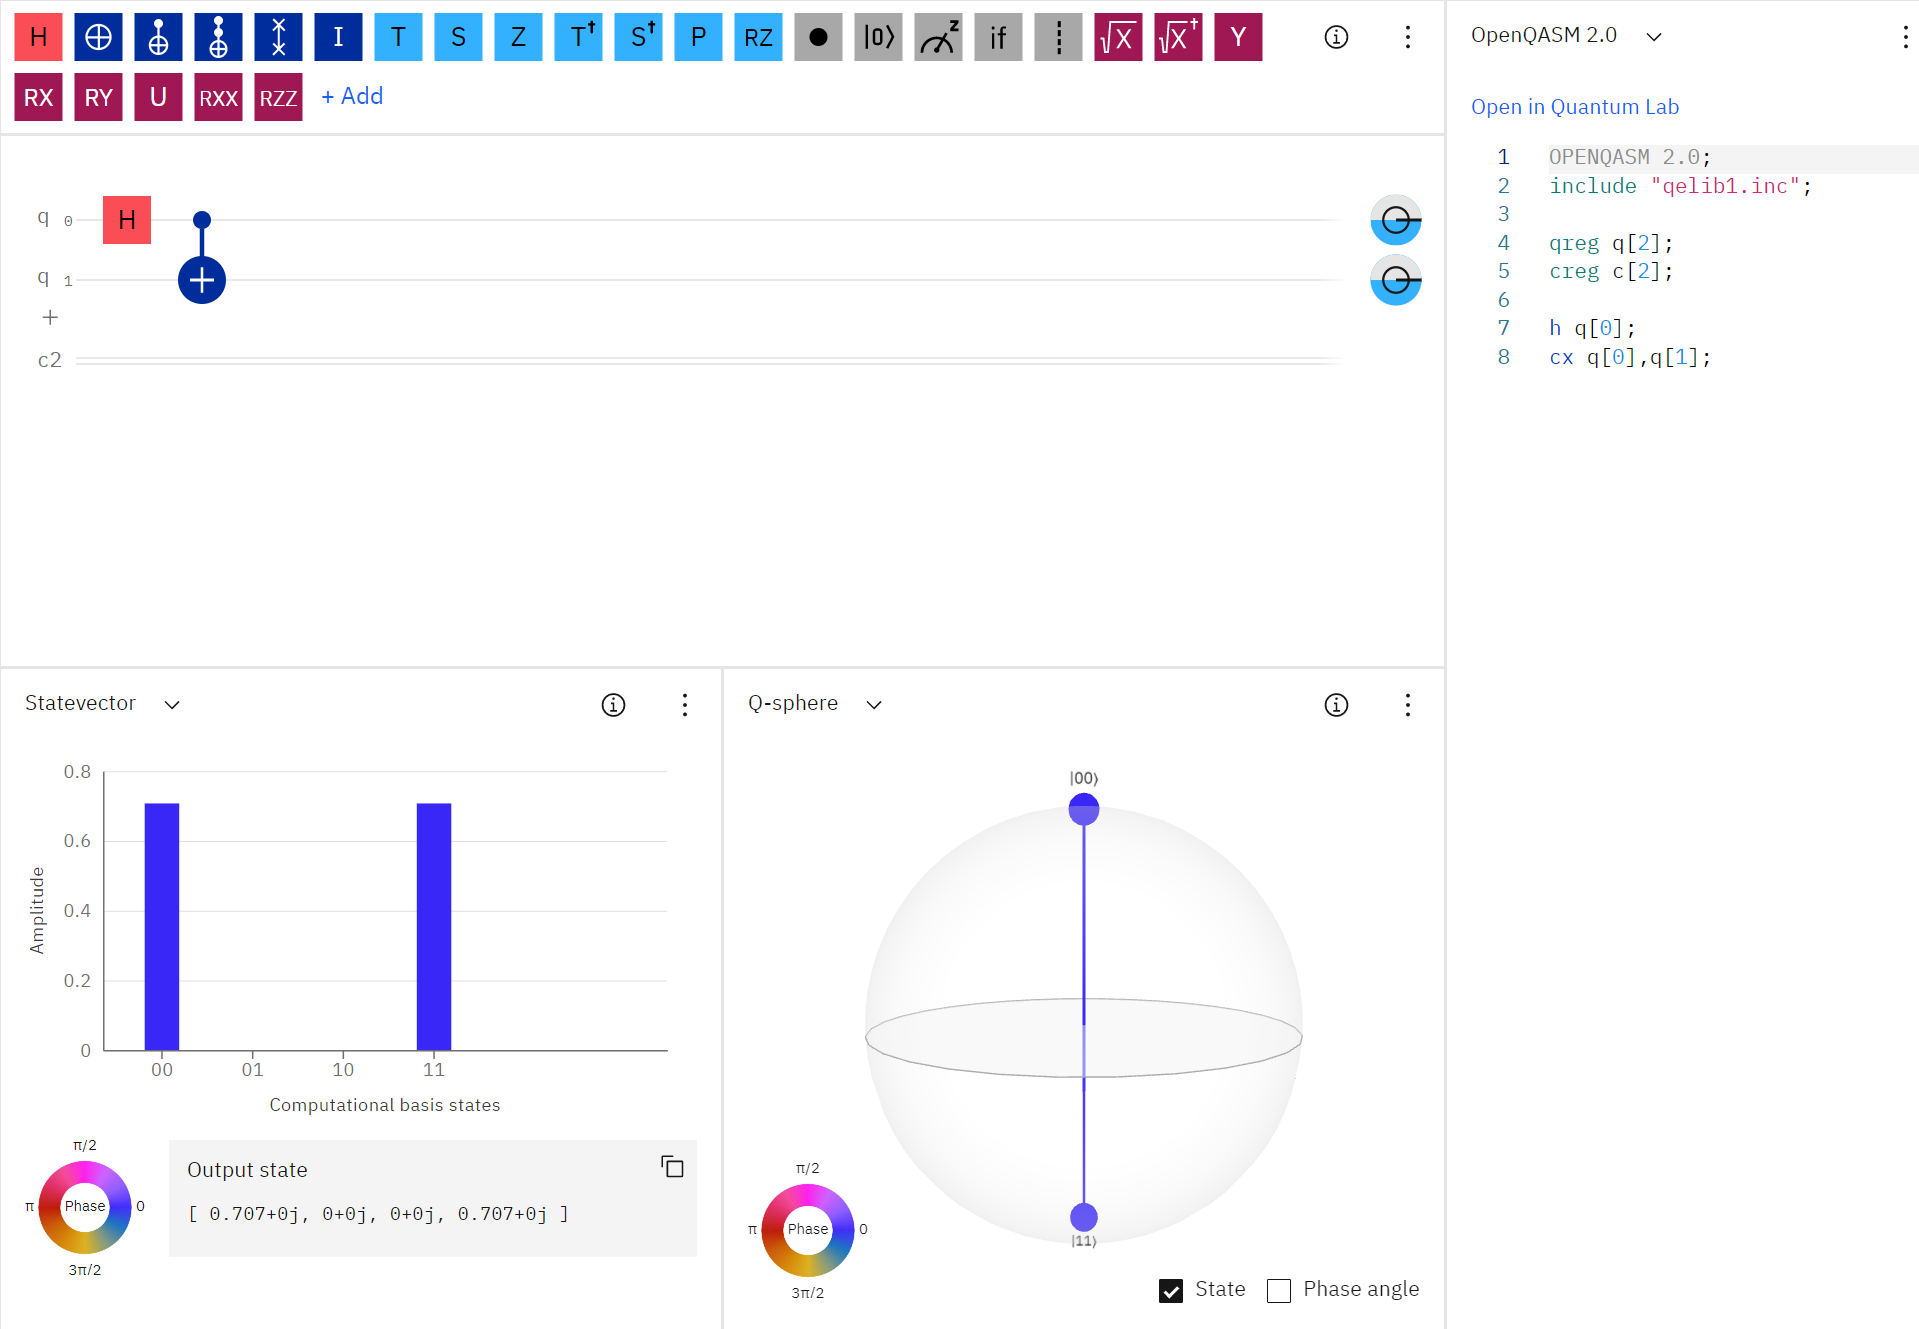 H I T S Z T† S† P RZ |0⟩ z if √X √X† Y
RX RY U RXX RZZ + Add
q 0 H
q 1
+
c2
OpenQASM 2.0
Open in Quantum Lab
1 OPENQASM 2.0;
2 include "qelib1.inc";
3
4 qreg q[2];
5 creg c[2];
6
7 h q[0];
8 cx q[0],q[1];
Statevector
0.8
0.6
0.4
0.2
0
Amplitude
00 01 10 11
Computational basis states
π/2
π Phase 0
3π/2
Output state
[ 0.707+0j, 0+0j, 0+0j, 0.707+0j ]
Q-sphere
|00⟩
|11⟩
π/2
π Phase 0
3π/2
State Phase angle